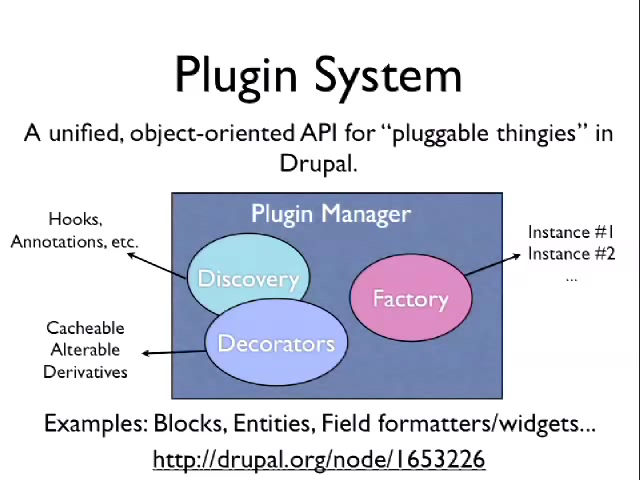 Plugin System
A unified, object-oriented API for “pluggable thingies” in
Drupal.
Plugin Manager
Hooks,
Annotations, etc.
Discovery
Decorators
Factory
Instance #1
Instance #2
...
Cacheable
Alterable
Derivatives
Examples: Blocks, Entities, Field formatters/widgets...
http://drupal.org/node/1653226